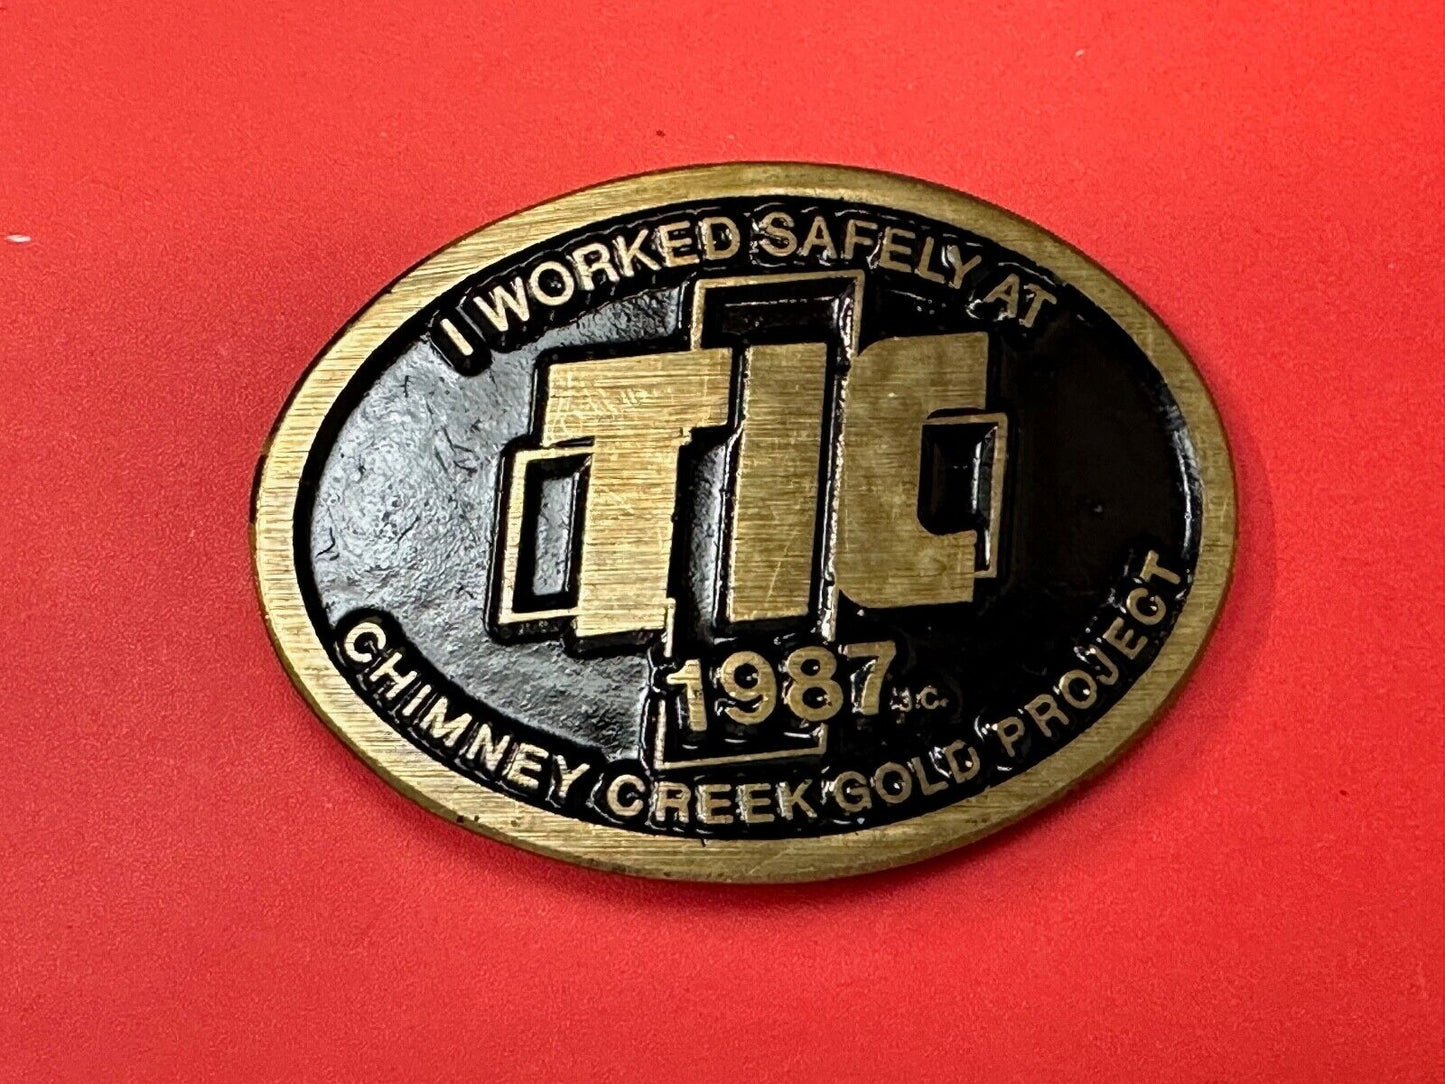 I WORKED SAFELY AT
TIC
1987 J.C.
CHIMNEY CREEK GOLD PROJECT